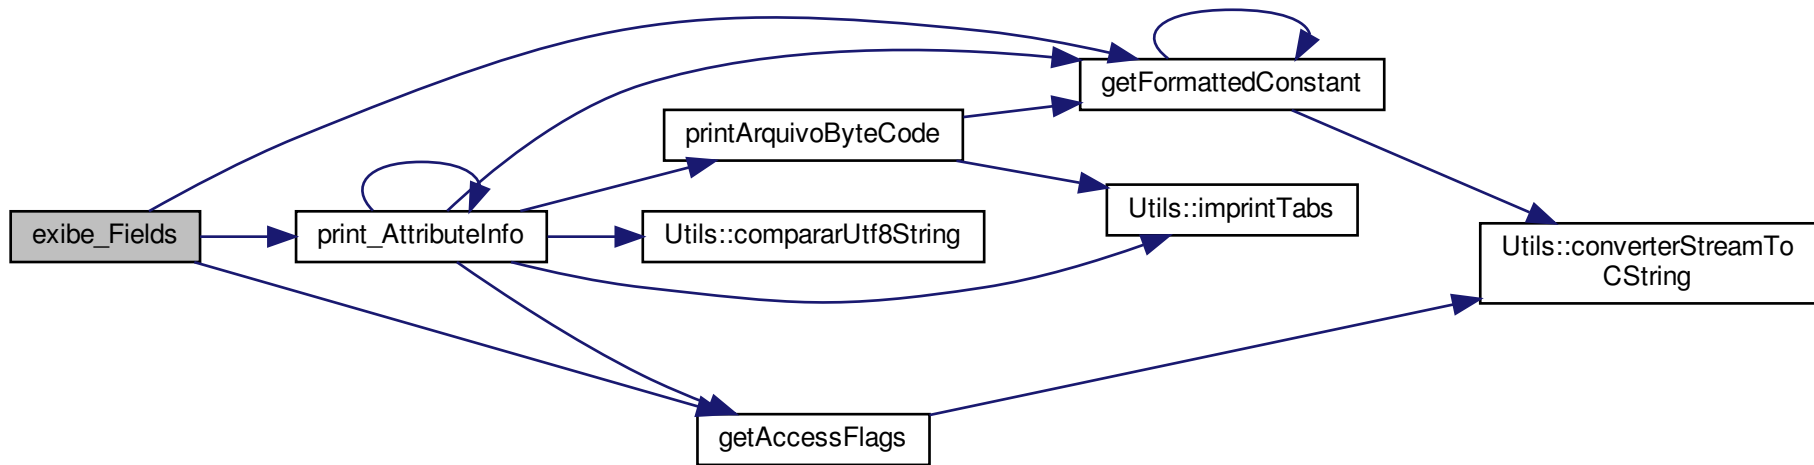 exibe_Fields
print_AttributeInfo
printArquivoByteCode
Utils::compararUtf8String
getAccessFlags
getFormattedConstant
Utils::imprintTabs
Utils::converterStreamTo
CString